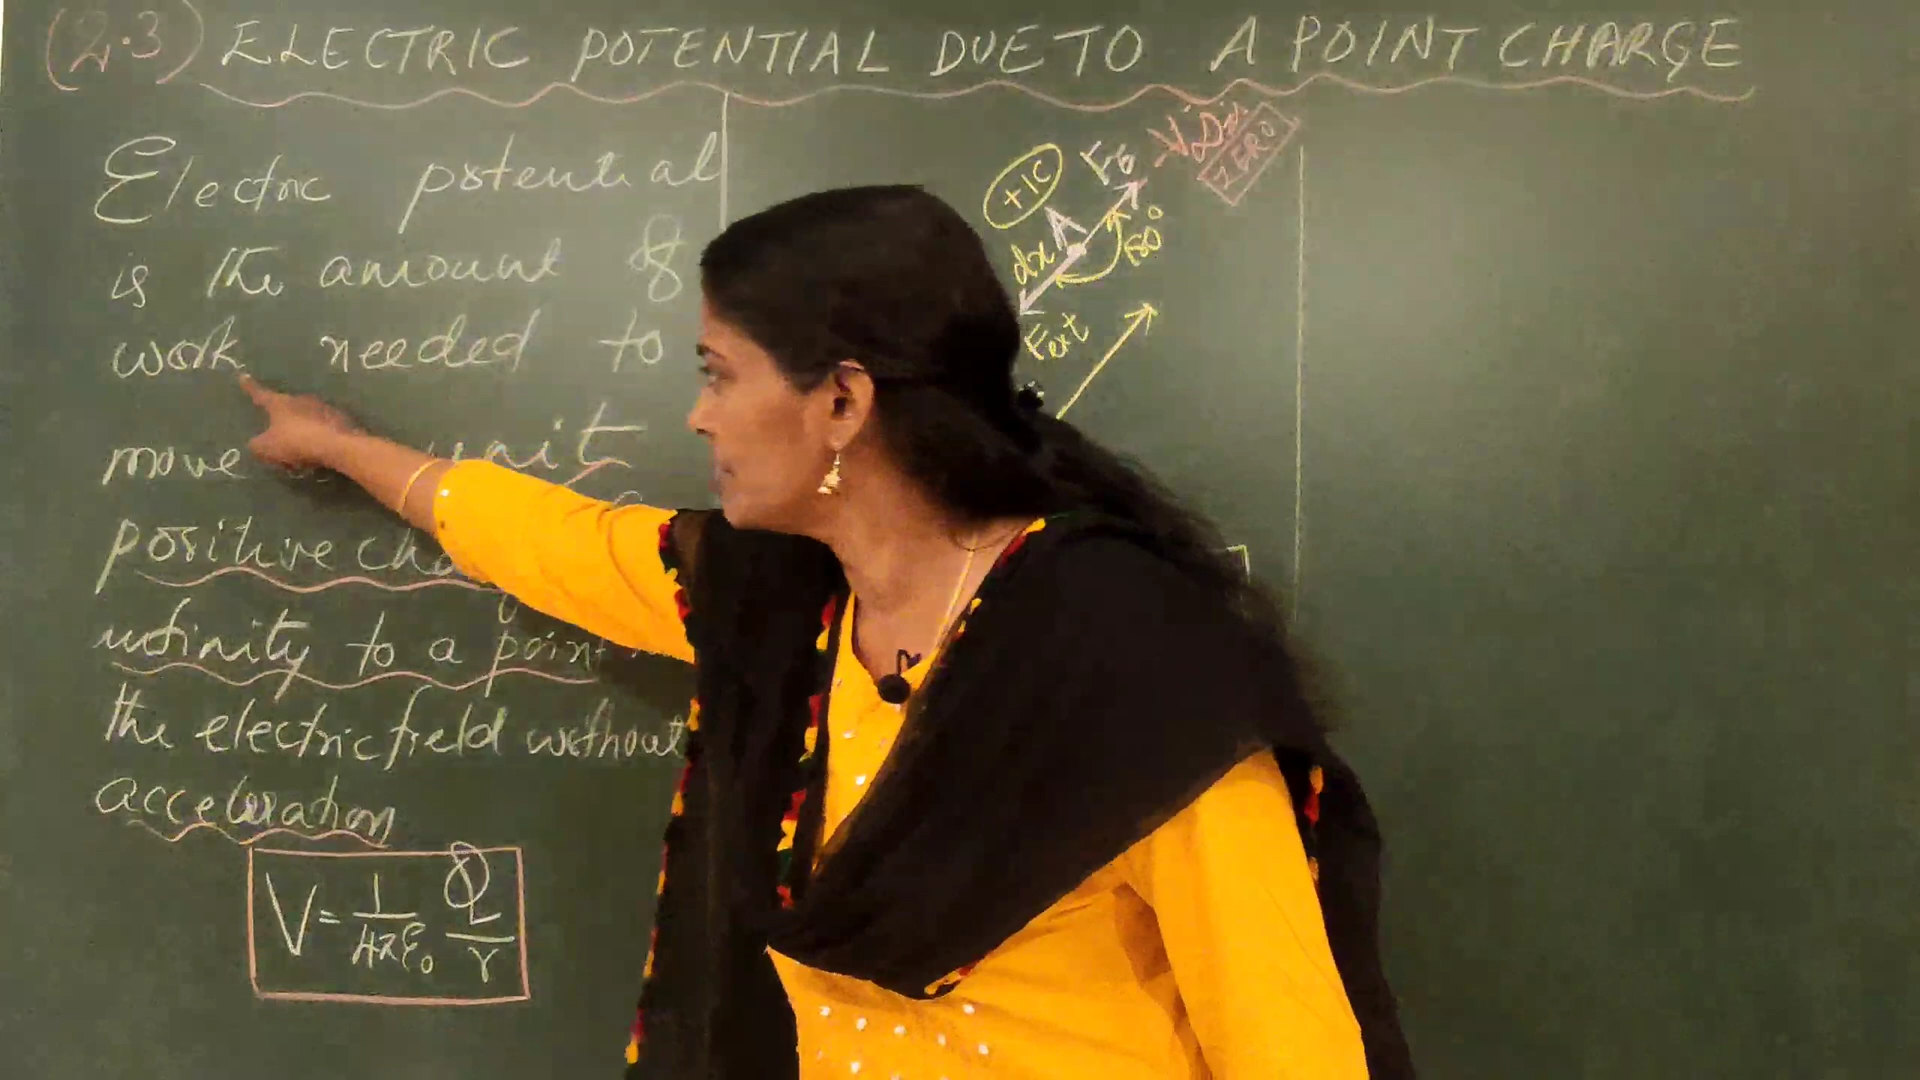 (2.3) ELECTRIC POTENTIAL DUE TO A POINT CHARGE
Electric potential
is the amount of
work needed to
move unit
positive
infinity to a point
the electric field without
acceleration
V = 1/4πε₀ Q/r
+1C
FE
A
dx
180°
Fext
ZERO